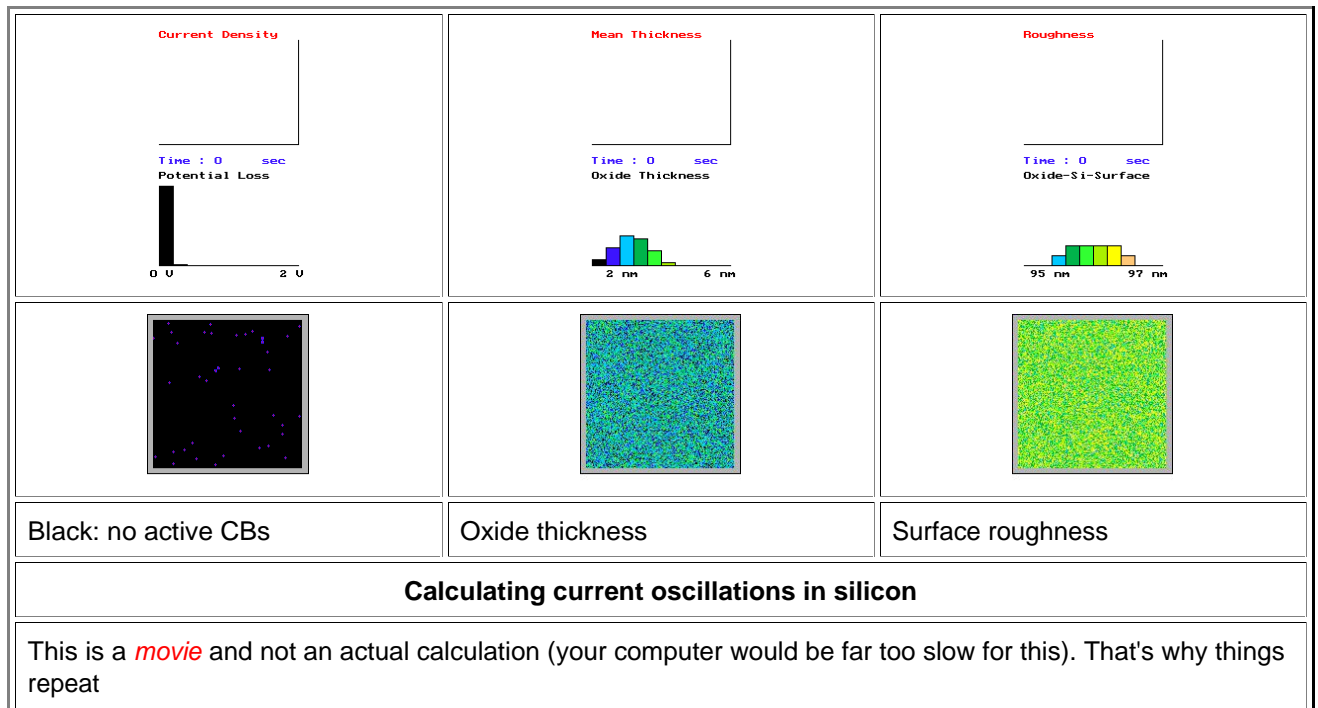 Current Density
Mean Thickness
Roughness
Time : 0 sec
Time : 0 sec
Time : 0 sec
Potential Loss
Oxide Thickness
Oxide-Si-Surface
0 V 2 V
2 nm 6 nm
95 nm 97 nm
Black: no active CBs
Oxide thickness
Surface roughness
Calculating current oscillations in silicon
This is a movie and not an actual calculation (your computer would be far too slow for this). That's why things
repeat